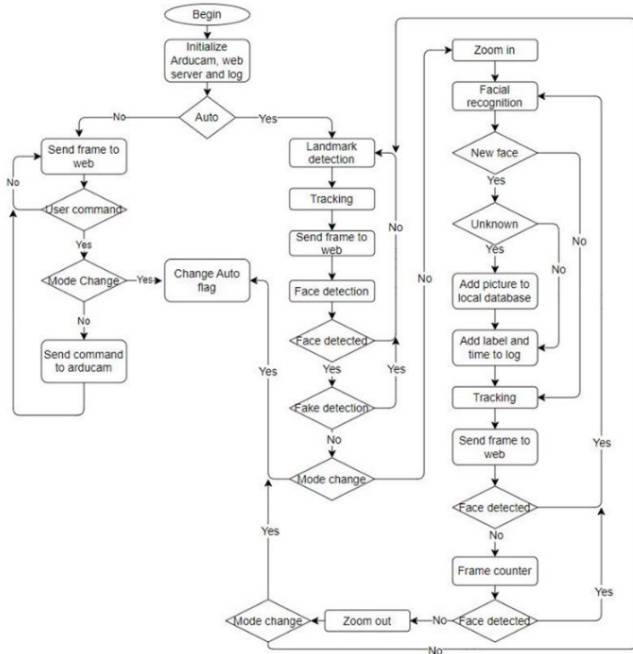 Begin
Initialize
Arducam, web
server and log
Auto
No
Yes
Send frame to
web
No
User command
Yes
Mode Change
Yes
Change Auto
flag
No
Send command
to arducam
Landmark
detection
Tracking
No
Send frame to
web
Face detection
Face detected
Yes
Yes
Fake detection
No
Mode change
Yes
No
Zoom in
Facial
recognition
New face
Yes
No
Unknown
Yes
No
Add picture to
local database
Add label and
time to log
Tracking
Send frame to
web
Yes
Face detected
No
Frame counter
Yes
Face detected
No
Zoom out
Mode change
Yes
No